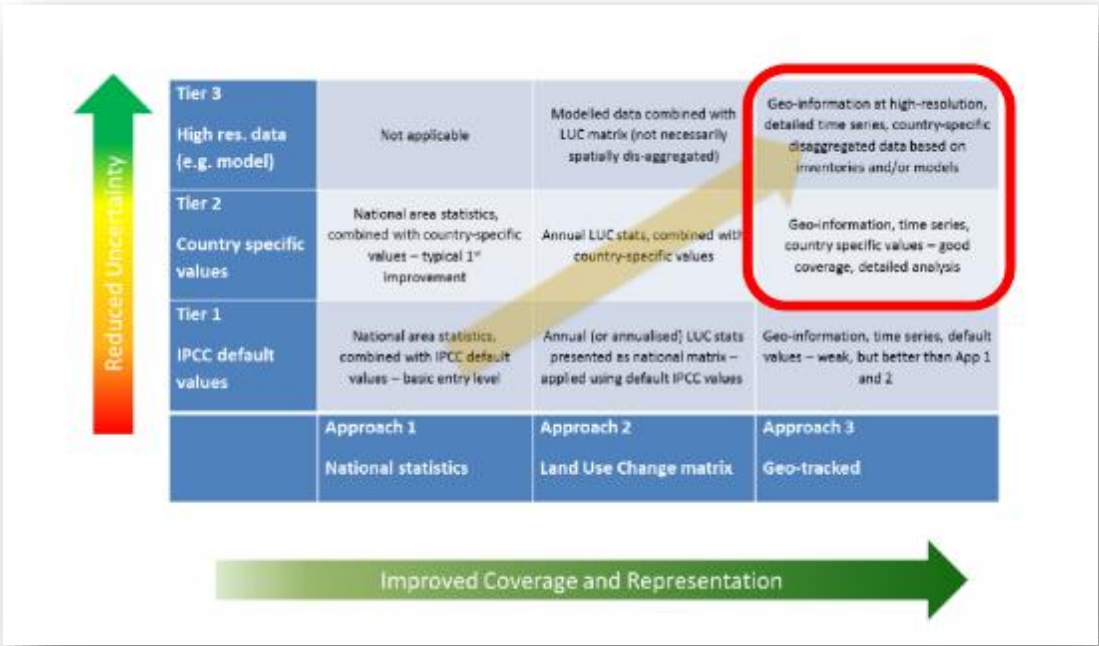 Reduced Uncertainty
Tier 3
High res. data
(e.g. model)
Not applicable
Modelled data combined with
LUC matrix (not necessarily
spatially dis-aggregated)
Geo-information at high-resolution,
detailed time series, country-specific
disaggregated data based on
inventories and/or models
Tier 2
Country specific
values
National area statistics,
combined with country-specific
values – typical 1st
improvement
Annual LUC stats, combined with
country-specific values
Geo-information, time series,
country specific values – good
coverage, detailed analysis
Tier 1
IPCC default
values
National area statistics,
combined with IPCC default
values – basic entry level
Annual (or annualised) LUC stats
presented as national matrix –
applied using default IPCC values
Geo-information, time series, default
values – weak, but better than App 1
and 2
Approach 1
National statistics
Approach 2
Land Use Change matrix
Approach 3
Geo-tracked
Improved Coverage and Representation